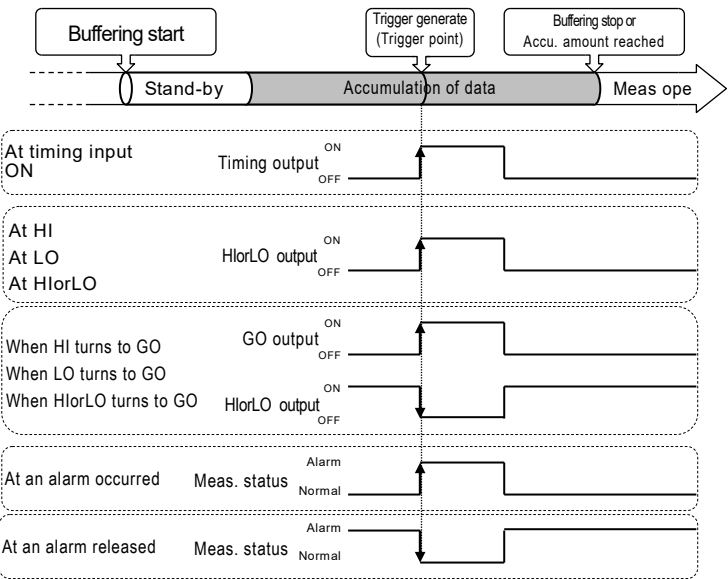 Buffering start
Trigger generate
(Trigger point)
Buffering stop or
Accu. amount reached
Stand-by
Accumulation of data
Meas ope
At timing input
ON
Timing output
ON
OFF
At HI
At LO
At HIorLO
HIorLO output
ON
OFF
When HI turns to GO
When LO turns to GO
When HIorLO turns to GO
GO output
ON
OFF
HIorLO output
ON
OFF
At an alarm occurred
Meas. status
Alarm
Normal
At an alarm released
Meas. status
Alarm
Normal